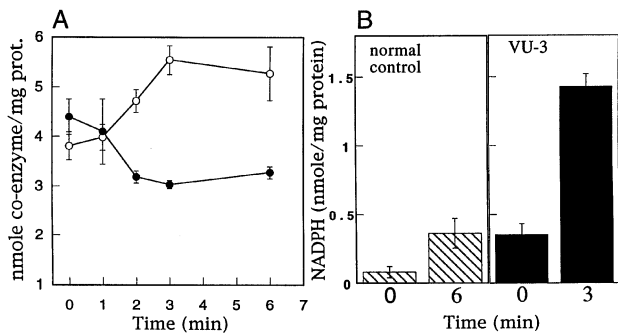 A
nmole co-enzyme/mg prot.
6
5
4
3
2
1
0 1 2 3 4 5 6 7
Time (min)
B
NADPH (nmole/mg protein)
1.5
1
0.5
0
normal
control
VU-3
0 6 0 3
Time (min)